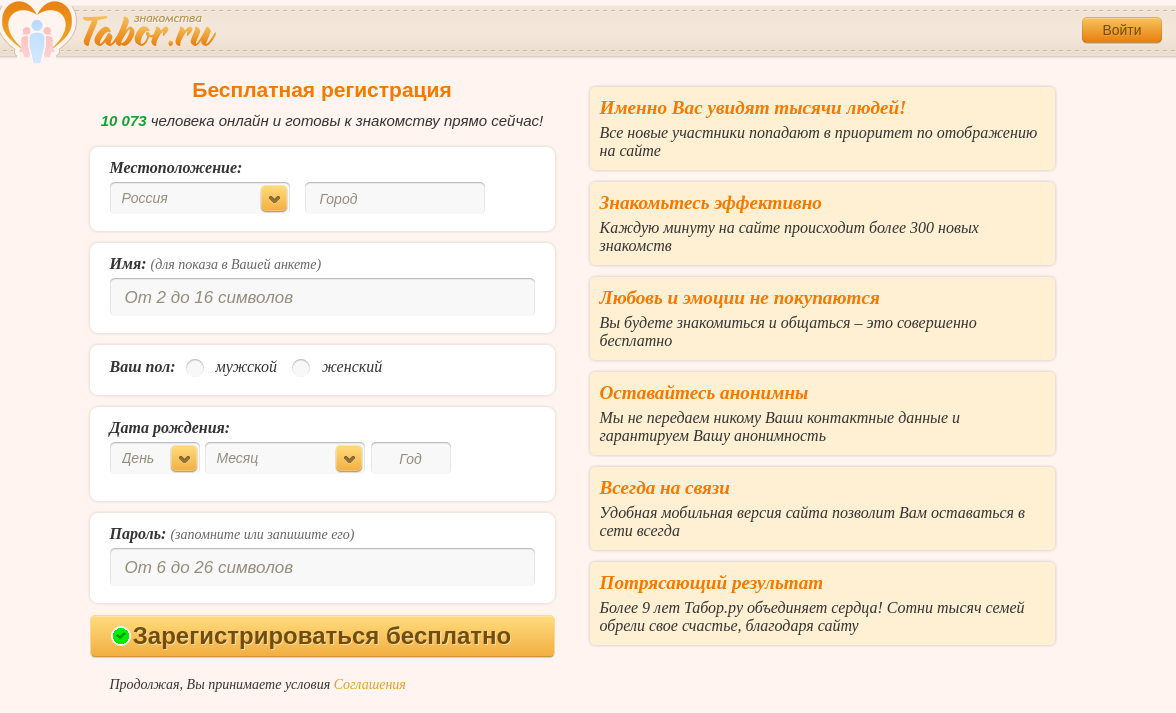 знакомства
Tabor.ru
Войти
Бесплатная регистрация
10 073 человека онлайн и готовы к знакомству прямо сейчас!
Местоположение:
Россия Город
Имя: (для показа в Вашей анкете)
От 2 до 16 символов
Ваш пол: мужской женский
Дата рождения:
День Месяц Год
Пароль: (запомните или запишите его)
От 6 до 26 символов
Зарегистрироваться бесплатно
Продолжая, Вы принимаете условия Соглашения
Именно Вас увидят тысячи людей!
Все новые участники попадают в приоритет по отображению
на сайте
Знакомьтесь эффективно
Каждую минуту на сайте происходит более 300 новых
знакомств
Любовь и эмоции не покупаются
Вы будете знакомиться и общаться – это совершенно
бесплатно
Оставайтесь анонимны
Мы не передаем никому Ваши контактные данные и
гарантируем Вашу анонимность
Всегда на связи
Удобная мобильная версия сайта позволит Вам оставаться в
сети всегда
Потрясающий результат
Более 9 лет Табор.ру объединяет сердца! Сотни тысяч семей
обрели свое счастье, благодаря сайту